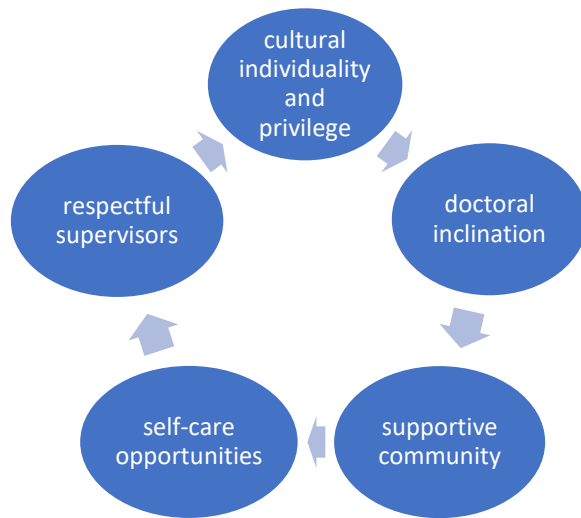 cultural
individuality
and
privilege
doctoral
inclination
supportive
community
self-care
opportunities
respectful
supervisors